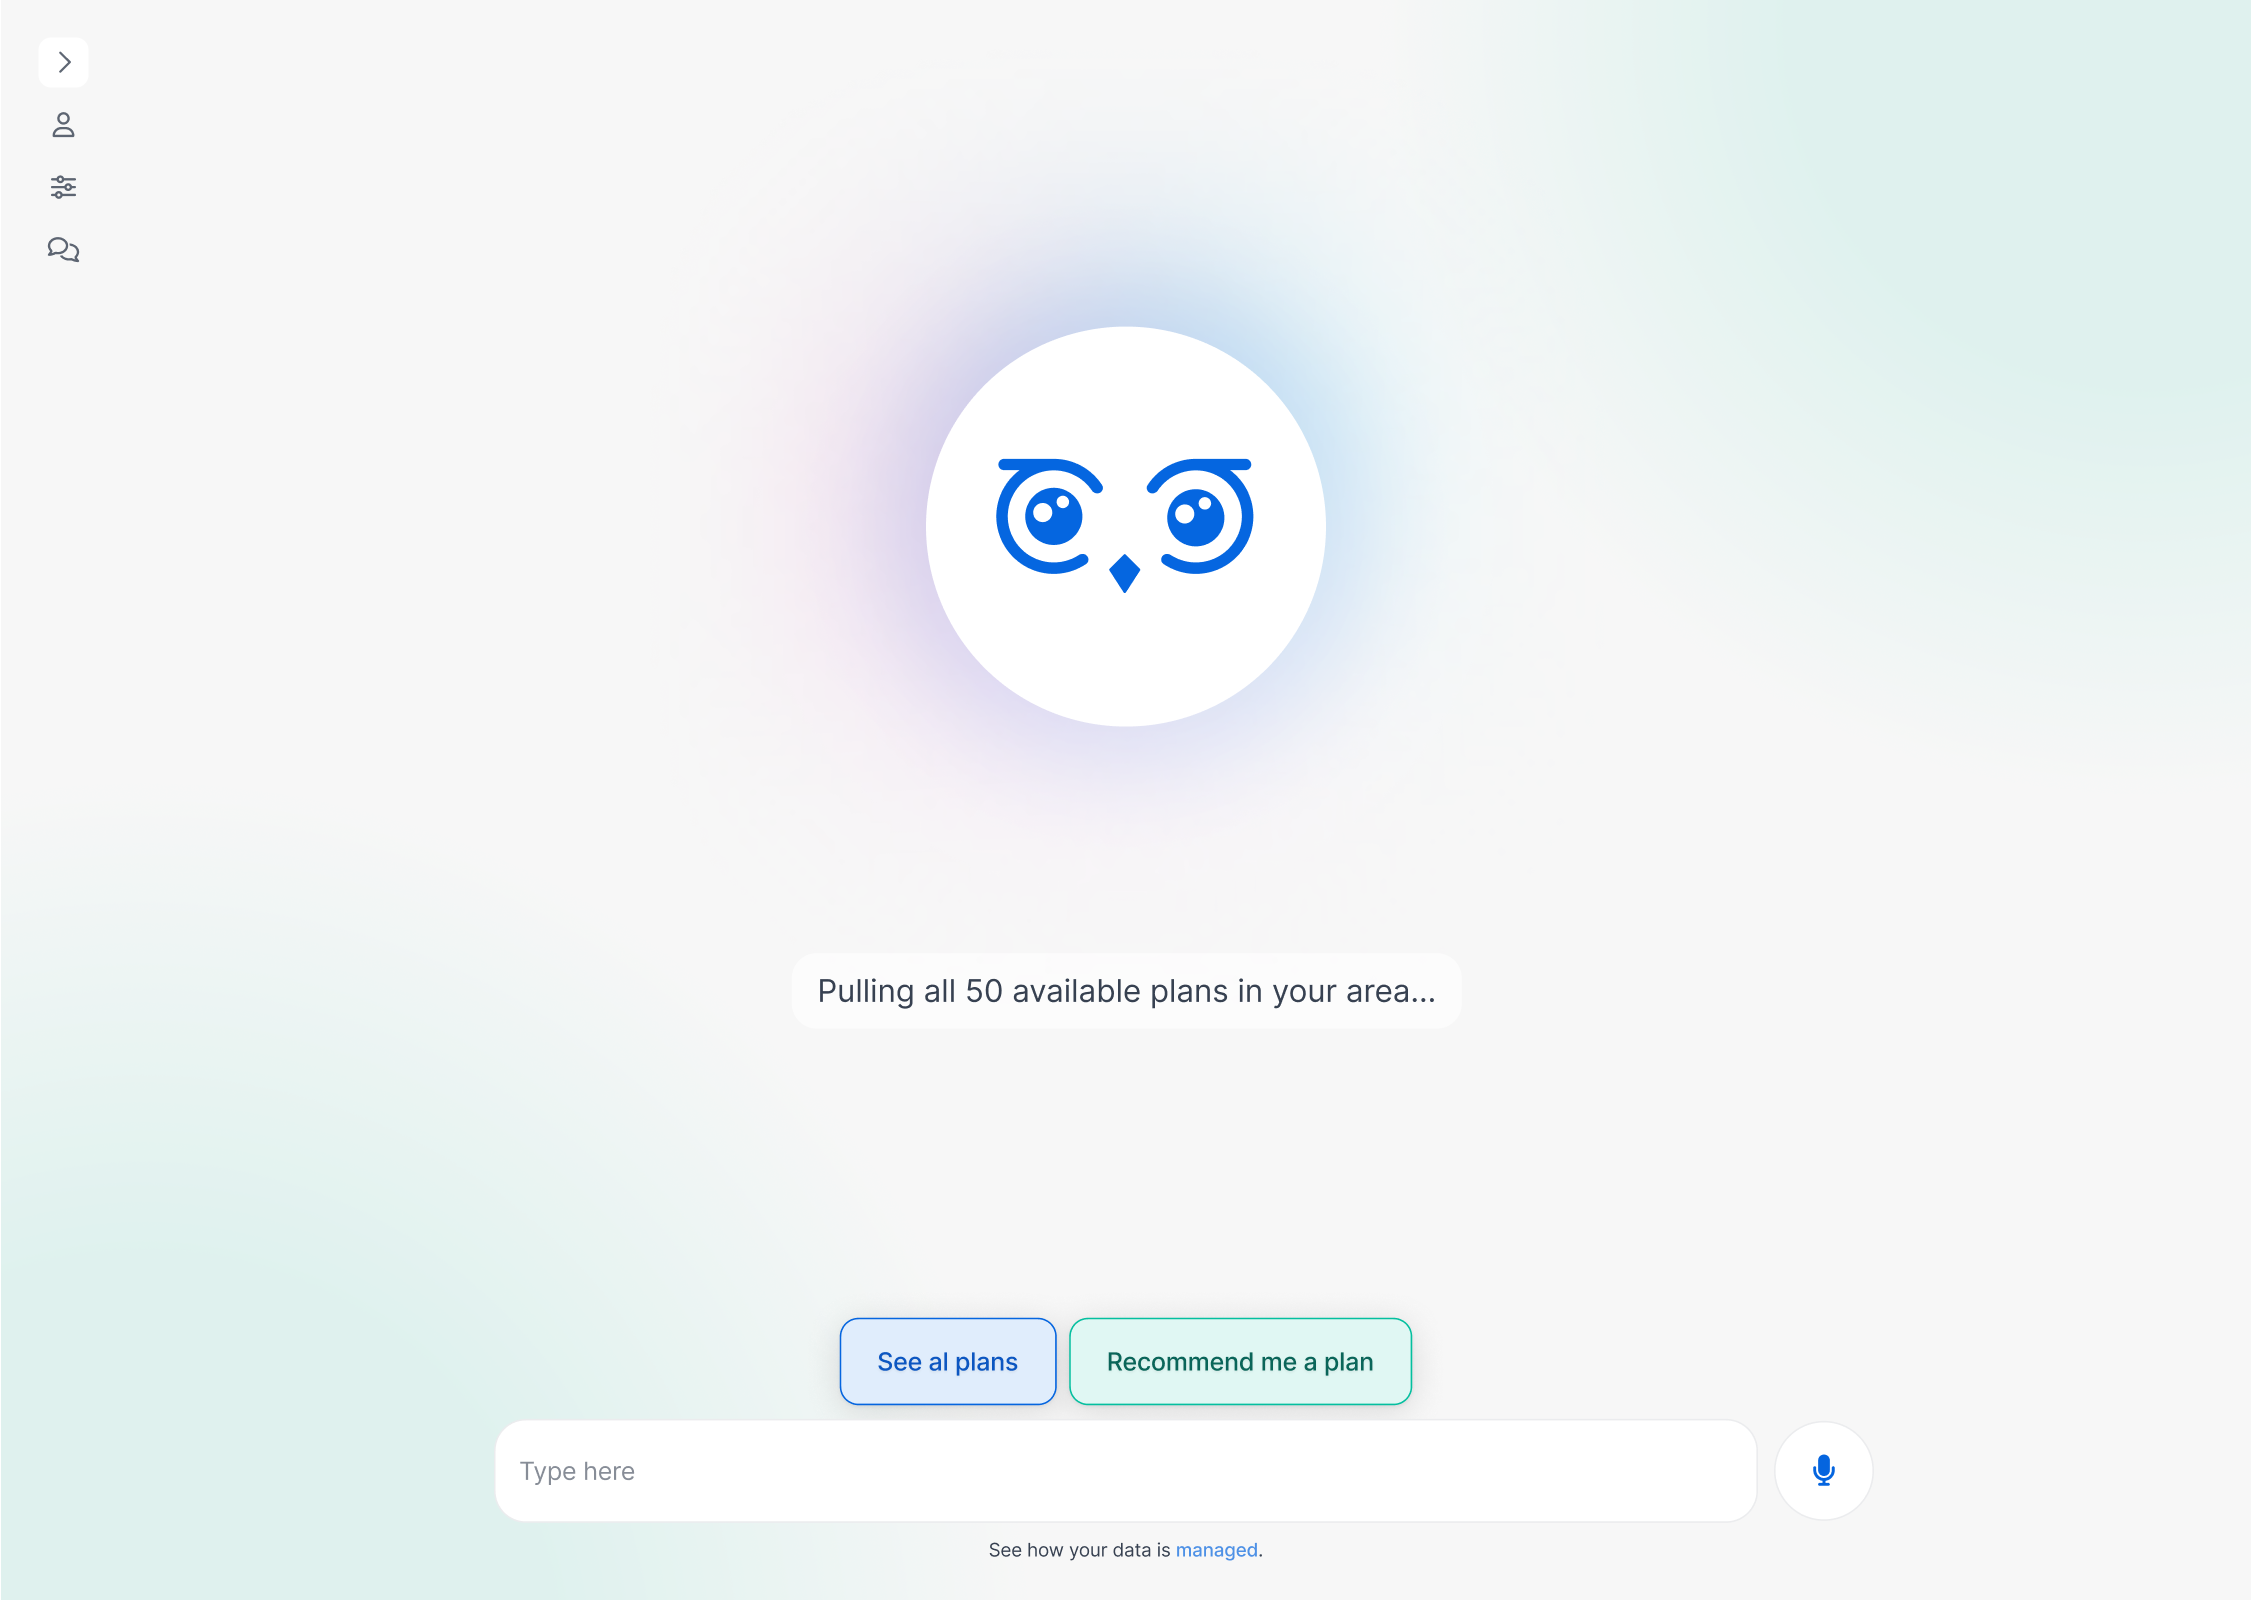 Pulling all 50 available plans in your area...
See al plans
Recommend me a plan
Type here
See how your data is managed.